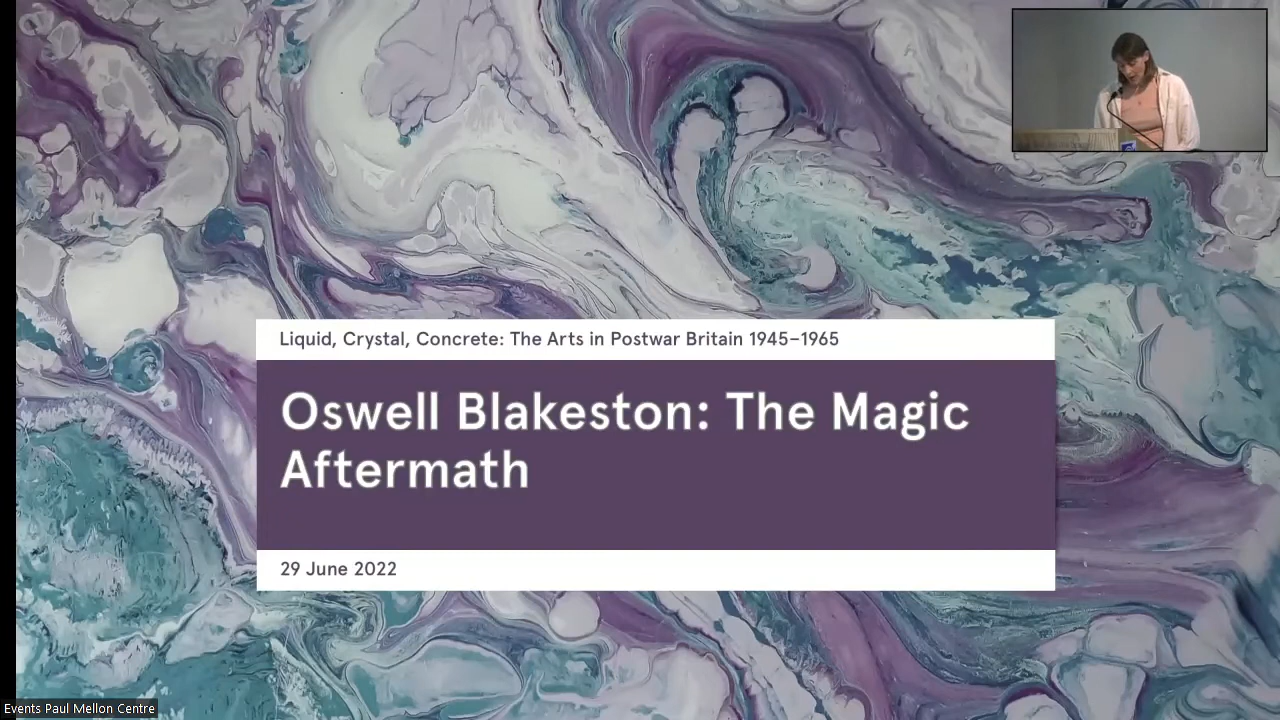 Liquid, Crystal, Concrete: The Arts in Postwar Britain 1945–1965
Oswell Blakeston: The Magic
Aftermath
29 June 2022
Events Paul Mellon Centre